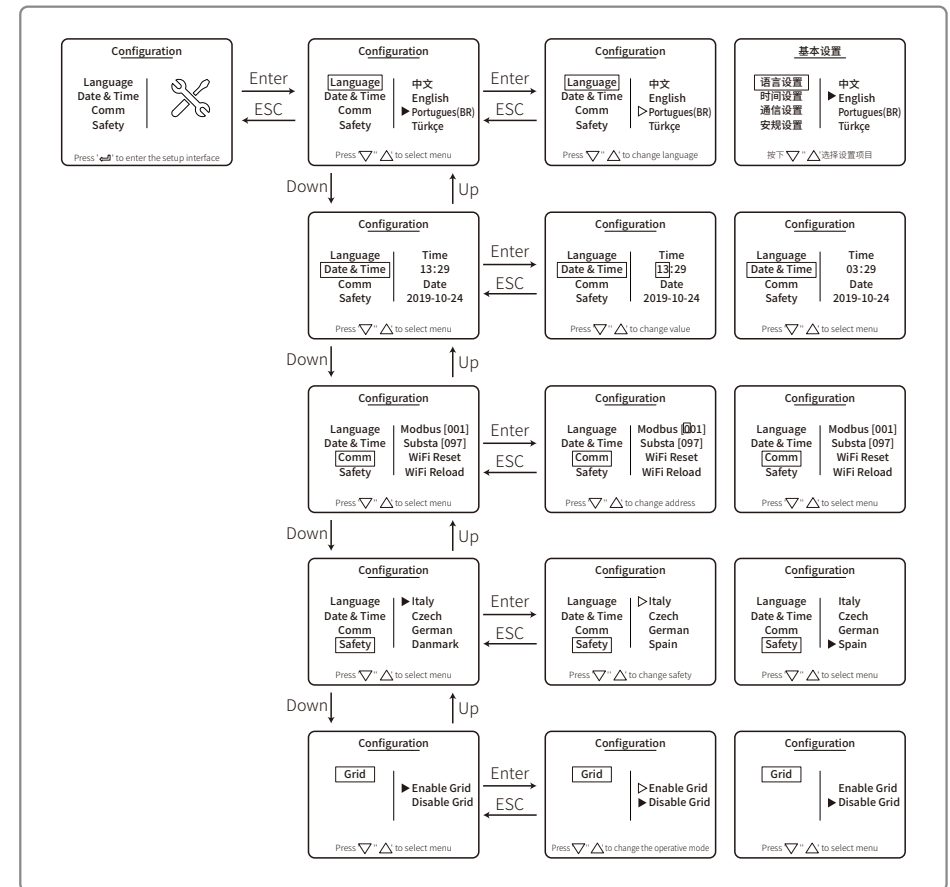 Configuration
Language
Date & Time
Comm
Safety
Press '⏎' to enter the setup interface
Enter
ESC
Configuration
Language
Date & Time
Comm
Safety
中文
English
▶Portugues(BR)
Türkçe
Press ▽" △' to select menu
Enter
ESC
Configuration
Language
Date & Time
Comm
Safety
中文
English
▷Portugues(BR)
Türkçe
Press ▽" △' to change language
基本设置
语言设置
时间设置
通信设置
安规设置
中文
▶English
Portugues(BR)
Türkçe
按下 ▽" △'选择设置项目
Down
Up
Configuration
Language
Date & Time
Comm
Safety
Time
13:29
Date
2019-10-24
Press ▽" △' to select menu
Enter
ESC
Configuration
Language
Date & Time
Comm
Safety
Time
13:29
Date
2019-10-24
Press ▽" △' to change value
Configuration
Language
Date & Time
Comm
Safety
Time
03:29
Date
2019-10-24
Press ▽" △' to select menu
Down
Up
Configuration
Language
Date & Time
Comm
Safety
Modbus [001]
Substa [097]
WiFi Reset
WiFi Reload
Press ▽" △' to select menu
Enter
ESC
Configuration
Language
Date & Time
Comm
Safety
Modbus [001]
Substa [097]
WiFi Reset
WiFi Reload
Press ▽" △' to change address
Configuration
Language
Date & Time
Comm
Safety
Modbus [001]
Substa [097]
WiFi Reset
WiFi Reload
Press ▽" △' to select menu
Down
Up
Configuration
Language
Date & Time
Comm
Safety
▶Italy
Czech
German
Danmark
Press ▽" △' to select menu
Enter
ESC
Configuration
Language
Date & Time
Comm
Safety
▷Italy
Czech
German
Spain
Press ▽" △' to change safety
Configuration
Language
Date & Time
Comm
Safety
Italy
Czech
German
▶Spain
Press ▽" △' to select menu
Down
Up
Configuration
Grid
▶Enable Grid
Disable Grid
Press ▽" △' to select menu
Enter
ESC
Configuration
Grid
▷Enable Grid
▶Disable Grid
Press ▽" △' to change the operative mode
Configuration
Grid
Enable Grid
▶Disable Grid
Press ▽" △' to select menu